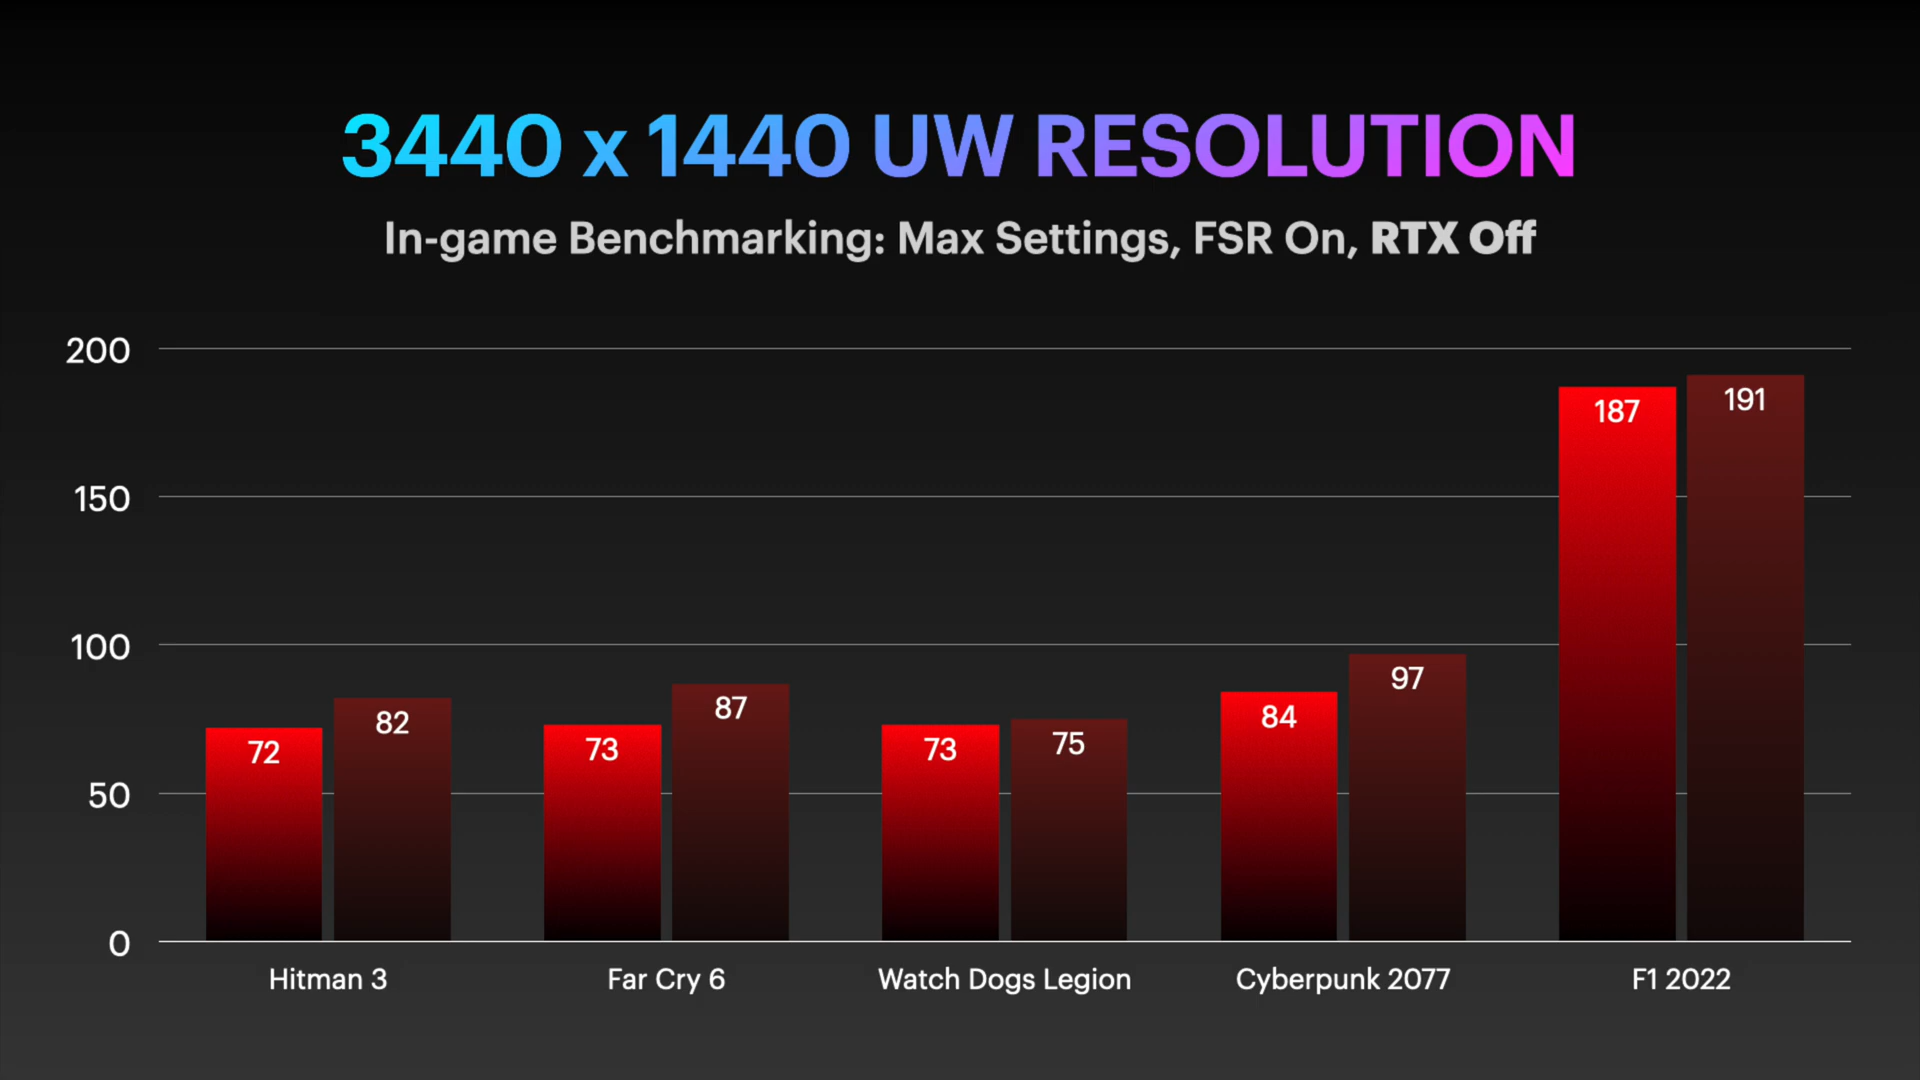 3440 x 1440 UW RESOLUTION
In-game Benchmarking: Max Settings, FSR On, RTX Off
200
150
100
50
0
72
82
73
87
73
75
84
97
187
191
Hitman 3
Far Cry 6
Watch Dogs Legion
Cyberpunk 2077
F1 2022